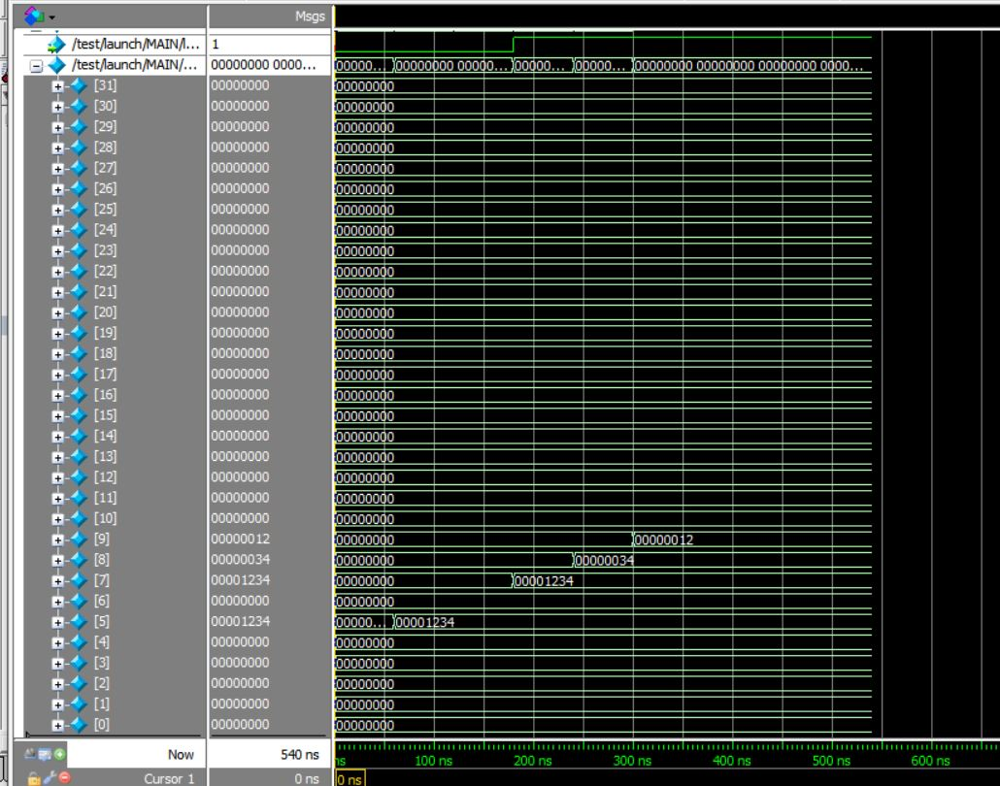 Msgs
/test/launch/MAIN/l... 1
/test/launch/MAIN/... 00000000 0000... 00000... 00000000 00000... 00000... 00000... 00000000 00000000 00000000 0000...
[31] 00000000 00000000
[30] 00000000 00000000
[29] 00000000 00000000
[28] 00000000 00000000
[27] 00000000 00000000
[26] 00000000 00000000
[25] 00000000 00000000
[24] 00000000 00000000
[23] 00000000 00000000
[22] 00000000 00000000
[21] 00000000 00000000
[20] 00000000 00000000
[19] 00000000 00000000
[18] 00000000 00000000
[17] 00000000 00000000
[16] 00000000 00000000
[15] 00000000 00000000
[14] 00000000 00000000
[13] 00000000 00000000
[12] 00000000 00000000
[11] 00000000 00000000
[10] 00000000 00000000
[9] 00000012 00000000 00000012
[8] 00000034 00000000 00000034
[7] 00001234 00000000 00001234
[6] 00000000 00000000
[5] 00001234 00000... 00001234
[4] 00000000 00000000
[3] 00000000 00000000
[2] 00000000 00000000
[1] 00000000 00000000
[0] 00000000 00000000
Now 540 ns ns 100 ns 200 ns 300 ns 400 ns 500 ns 600 ns
Cursor 1 0 ns 0 ns